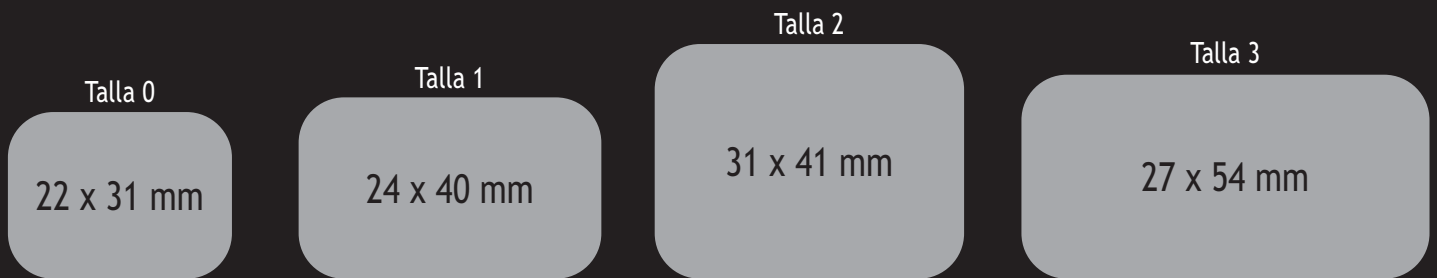 Talla 0
22 x 31 mm
Talla 1
24 x 40 mm
Talla 2
31 x 41 mm
Talla 3
27 x 54 mm